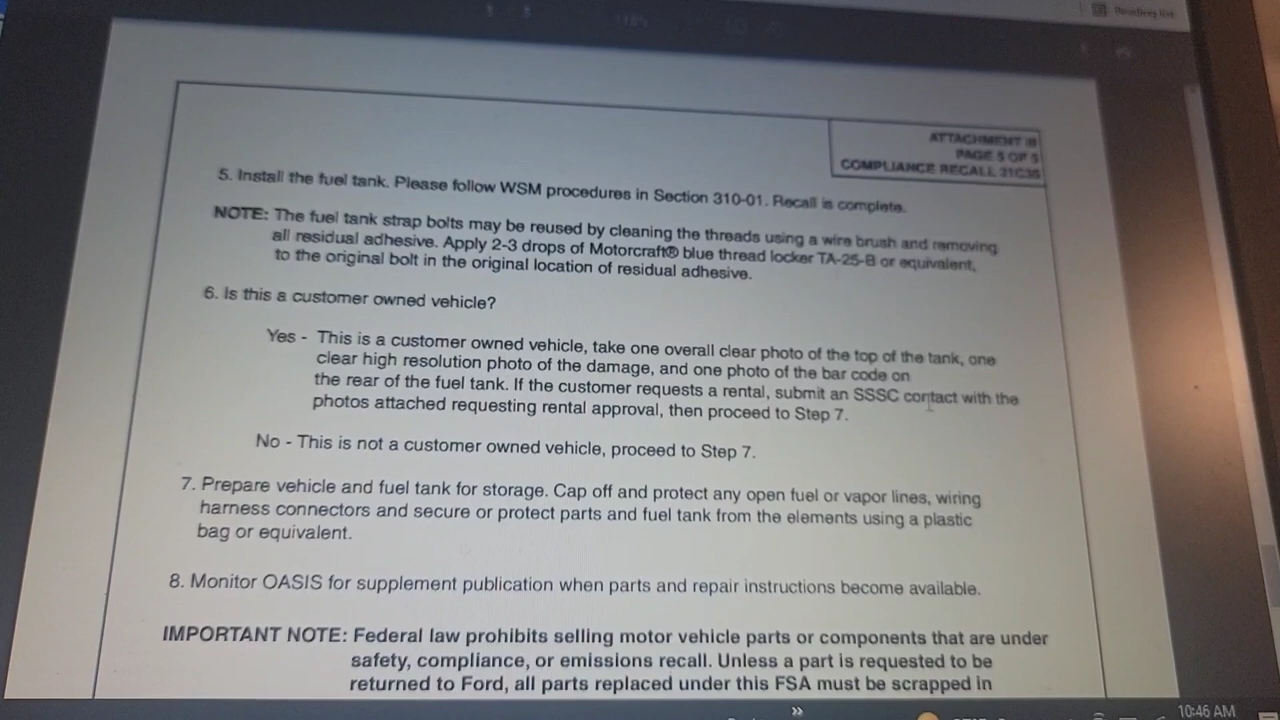 Reading list
ATTACHMENT III
PAGE 5 OF 5
COMPLIANCE RECALL 21C35
5. Install the fuel tank. Please follow WSM procedures in Section 310-01. Recall is complete.
NOTE: The fuel tank strap bolts may be reused by cleaning the threads using a wire brush and removing
all residual adhesive. Apply 2-3 drops of Motorcraft® blue thread locker TA-25-B or equivalent,
to the original bolt in the original location of residual adhesive.
6. Is this a customer owned vehicle?
Yes - This is a customer owned vehicle, take one overall clear photo of the top of the tank, one
clear high resolution photo of the damage, and one photo of the bar code on
the rear of the fuel tank. If the customer requests a rental, submit an SSSC contact with the
photos attached requesting rental approval, then proceed to Step 7.
No - This is not a customer owned vehicle, proceed to Step 7.
7. Prepare vehicle and fuel tank for storage. Cap off and protect any open fuel or vapor lines, wiring
harness connectors and secure or protect parts and fuel tank from the elements using a plastic
bag or equivalent.
8. Monitor OASIS for supplement publication when parts and repair instructions become available.
IMPORTANT NOTE: Federal law prohibits selling motor vehicle parts or components that are under
safety, compliance, or emissions recall. Unless a part is requested to be
returned to Ford, all parts replaced under this FSA must be scrapped in
10:46 AM